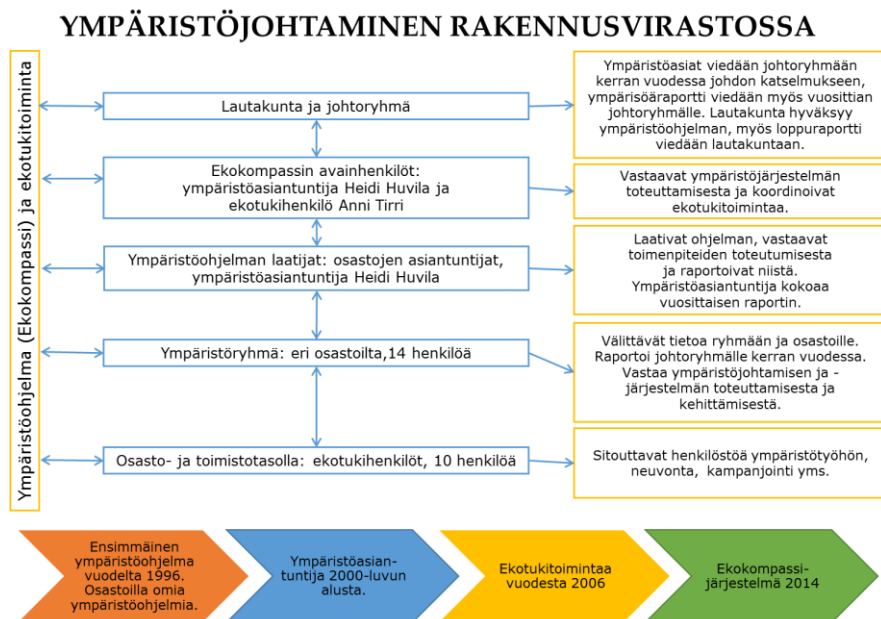 YMPÄRISTÖJOHTAMINEN RAKENNUSVIRASTOSSA
Ympäristöohjelma (Ekokompassi) ja ekotukitoiminta
Lautakunta ja johtoryhmä
Ympäristöasiat viedään johtoryhmään
kerran vuodessa johdon katselmukseen,
ympärisöäraportti viedään myös vuosittian
johtoryhmälle. Lautakunta hyväksyy
ympäristöohjelman, myös loppuraportti
viedään lautakuntaan.
Ekokompassin avainhenkilöt:
ympäristöasiantuntija Heidi Huvila ja
ekotukihenkilö Anni Tirri
Vastaavat ympäristöjärjestelmän
toteuttamisesta ja koordinoivat
ekotukitoimintaa.
Ympäristöohjelman laatijat: osastojen asiantuntijat,
ympäristöasiantuntija Heidi Huvila
Laativat ohjelman, vastaavat
toimenpiteiden toteutumisesta
ja raportoivat niistä.
Ympäristöasiantuntija kokoaa
vuosittaisen raportin.
Ympäristöryhmä: eri osastoilta,14 henkilöä
Välittävät tietoa ryhmään ja osastoille.
Raportoi johtoryhmälle kerran vuodessa.
Vastaa ympäristöjohtamisen ja -
järjestelmän toteuttamisesta ja
kehittämisestä.
Osasto- ja toimistotasolla: ekotukihenkilöt, 10 henkilöä
Sitouttavat henkilöstöä ympäristötyöhön,
neuvonta, kampanjointi yms.
Ensimmäinen
ympäristöohjelma
vuodelta 1996.
Osastoilla omia
ympäristöohjelmia.
Ympäristöasian-
tuntija 2000-luvun
alusta.
Ekotukitoimintaa
vuodesta 2006
Ekokompassi-
järjestelmä 2014